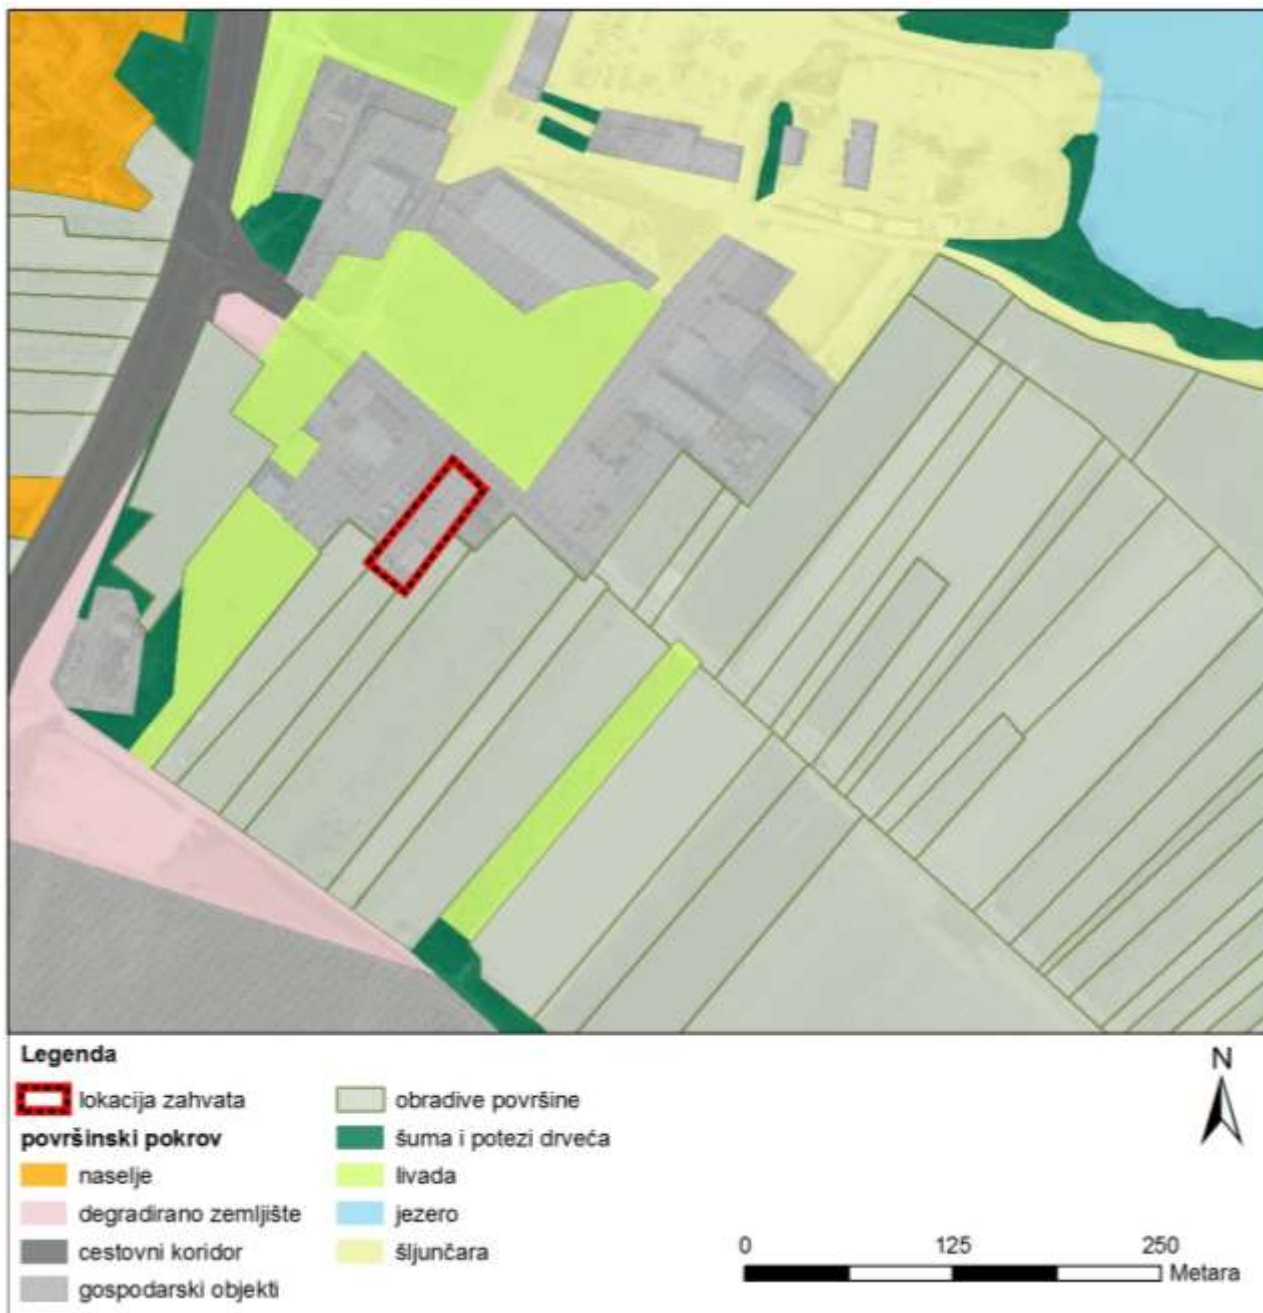 Legenda
lokacija zahvata
površinski pokrov
naselje
degradirano zemljište
cestovni koridor
gospodarski objekti
obradive površine
šuma i potezi drveća
livada
jezero
šljunčara
N
0 125 250
Metara